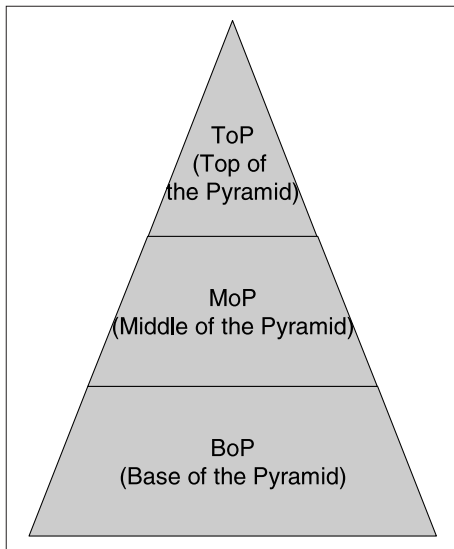 ToP
(Top of
the Pyramid)
MoP
(Middle of the Pyramid)
BoP
(Base of the Pyramid)